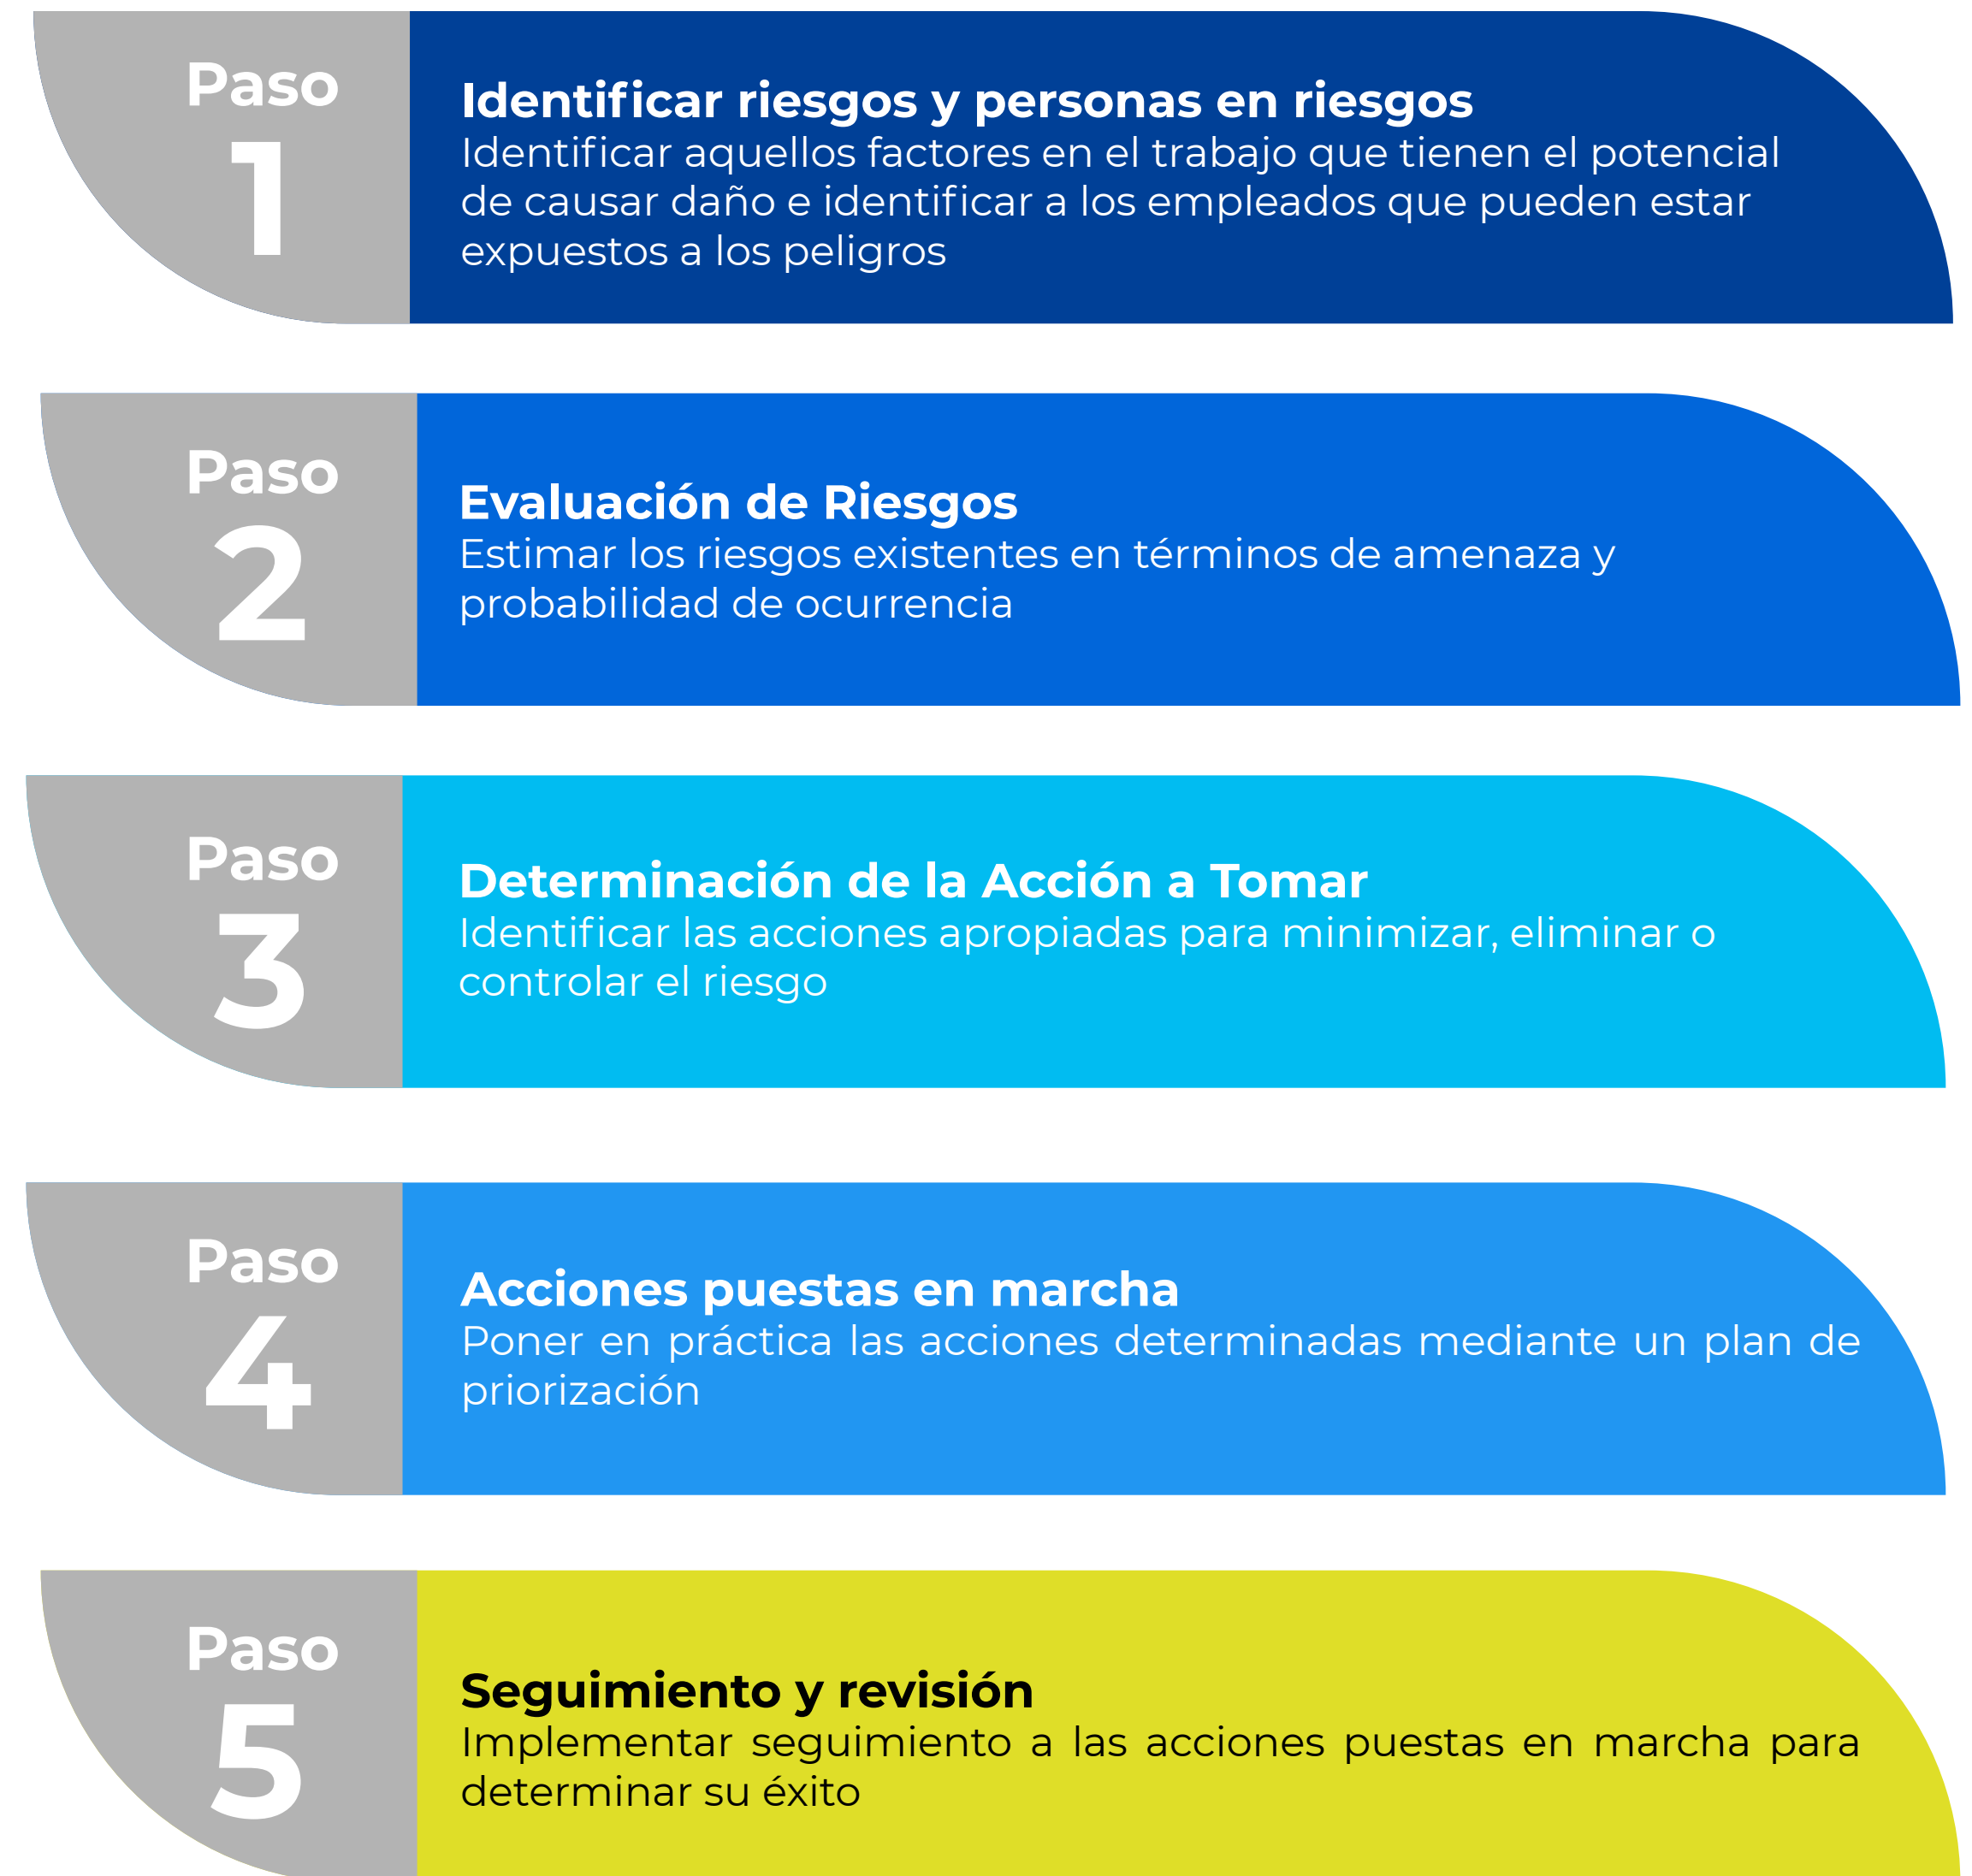 Paso
1
Identificar riesgos y personas en riesgos
Identificar aquellos factores en el trabajo que tienen el potencial
de causar daño e identificar a los empleados que pueden estar
expuestos a los peligros
Paso
2
Evaluación de Riesgos
Estimar los riesgos existentes en términos de amenaza y
probabilidad de ocurrencia
Paso
3
Determinación de la Acción a Tomar
Identificar las acciones apropiadas para minimizar, eliminar o
controlar el riesgo
Paso
4
Acciones puestas en marcha
Poner en práctica las acciones determinadas mediante un plan de
priorización
Paso
5
Seguimiento y revisión
Implementar seguimiento a las acciones puestas en marcha para
determinar su éxito